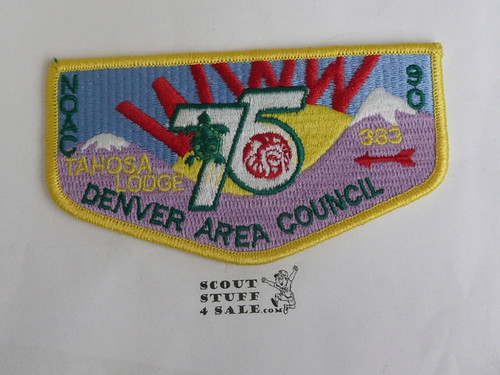 WWW
NOAC
90
75
383
TAHOSA
LODGE
DENVER AREA COUNCIL
SCOUT
STUFF
4 SALE.COM